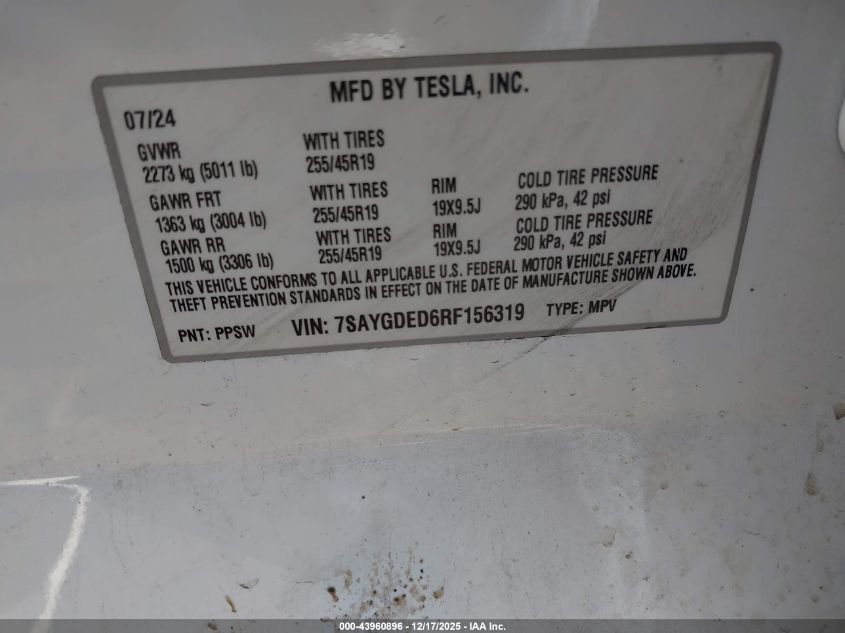 MFD BY TESLA, INC.
07/24
GVWR WITH TIRES
2273 kg (5011 lb) 255/45R19
GAWR FRT WITH TIRES RIM COLD TIRE PRESSURE
1363 kg (3004 lb) 255/45R19 19X9.5J 290 kPa, 42 psi
GAWR RR WITH TIRES RIM COLD TIRE PRESSURE
1500 kg (3306 lb) 255/45R19 19X9.5J 290 kPa, 42 psi
THIS VEHICLE CONFORMS TO ALL APPLICABLE U.S. FEDERAL MOTOR VEHICLE SAFETY AND
THEFT PREVENTION STANDARDS IN EFFECT ON THE DATE OF MANUFACTURE SHOWN ABOVE.
PNT: PPSW VIN: 7SAYGDED6RF156319 TYPE: MPV
000-43960896 - 12/17/2025 - IAA Inc.